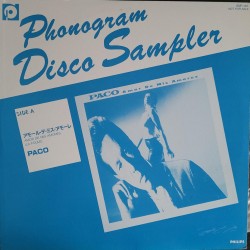 Phonogram
Disco Sampler
SIDE A
アモール・デ・ミス・アモーレ
PACO
PACO
Amor De Mis Amores
PHILIPS